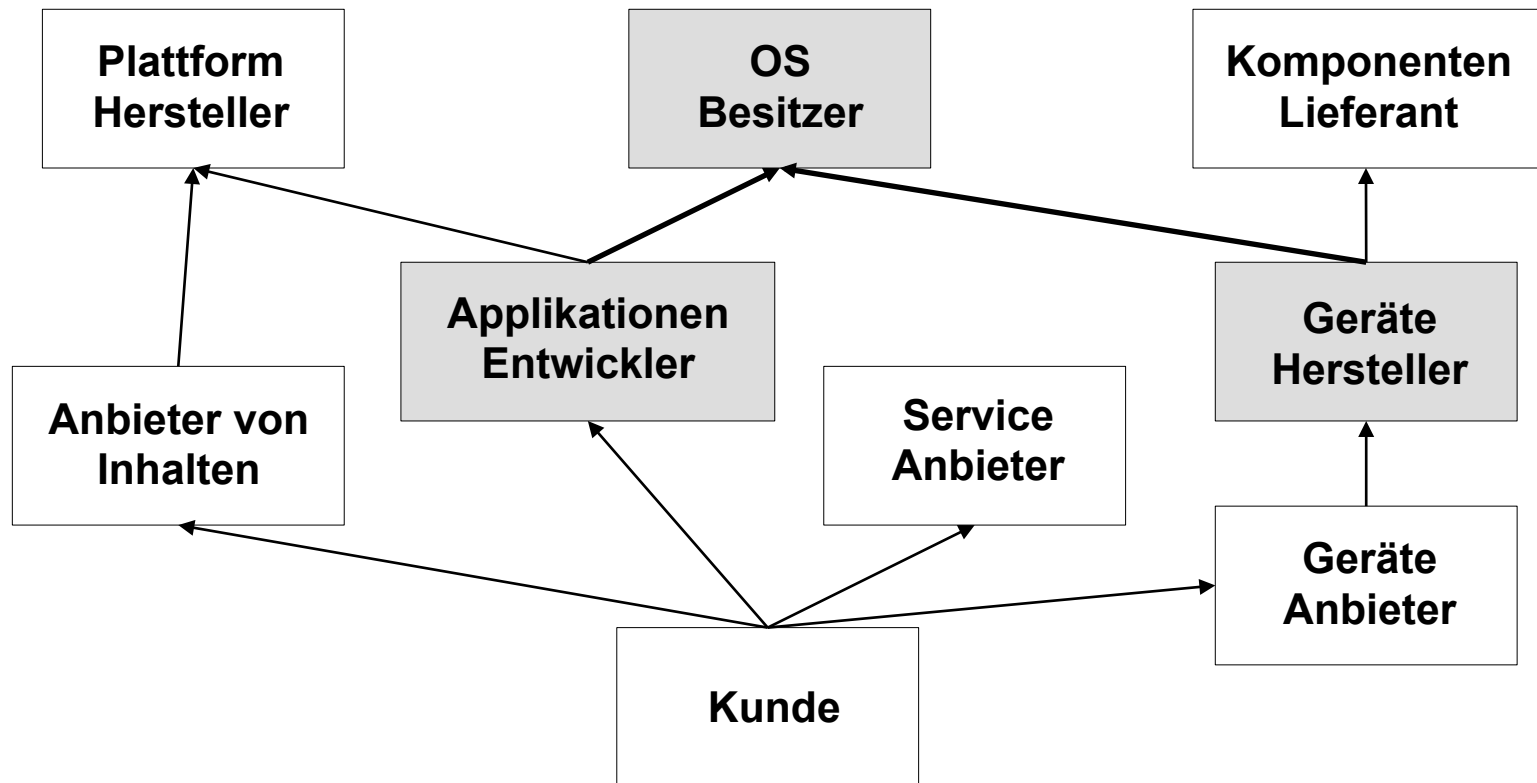 Plattform
Hersteller
OS
Besitzer
Komponenten
Lieferant
Applikationen
Entwickler
Geräte
Hersteller
Anbieter von
Inhalten
Service
Anbieter
Geräte
Anbieter
Kunde